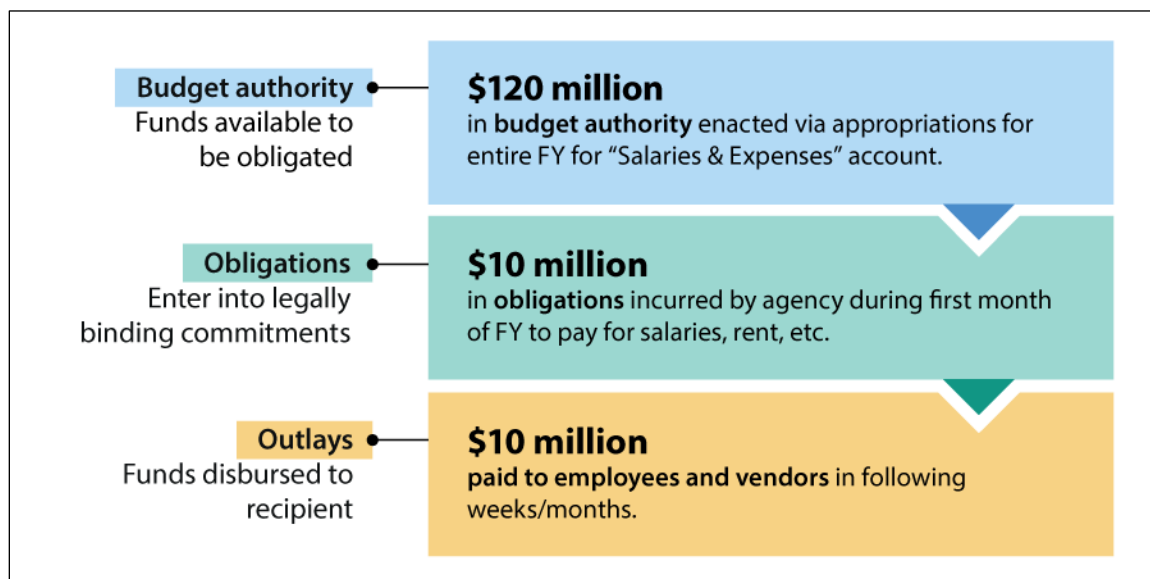 Budget authority
Funds available to
be obligated
$120 million
in budget authority enacted via appropriations for
entire FY for “Salaries & Expenses” account.
Obligations
Enter into legally
binding commitments
$10 million
in obligations incurred by agency during first month
of FY to pay for salaries, rent, etc.
Outlays
Funds disbursed to
recipient
$10 million
paid to employees and vendors in following
weeks/months.